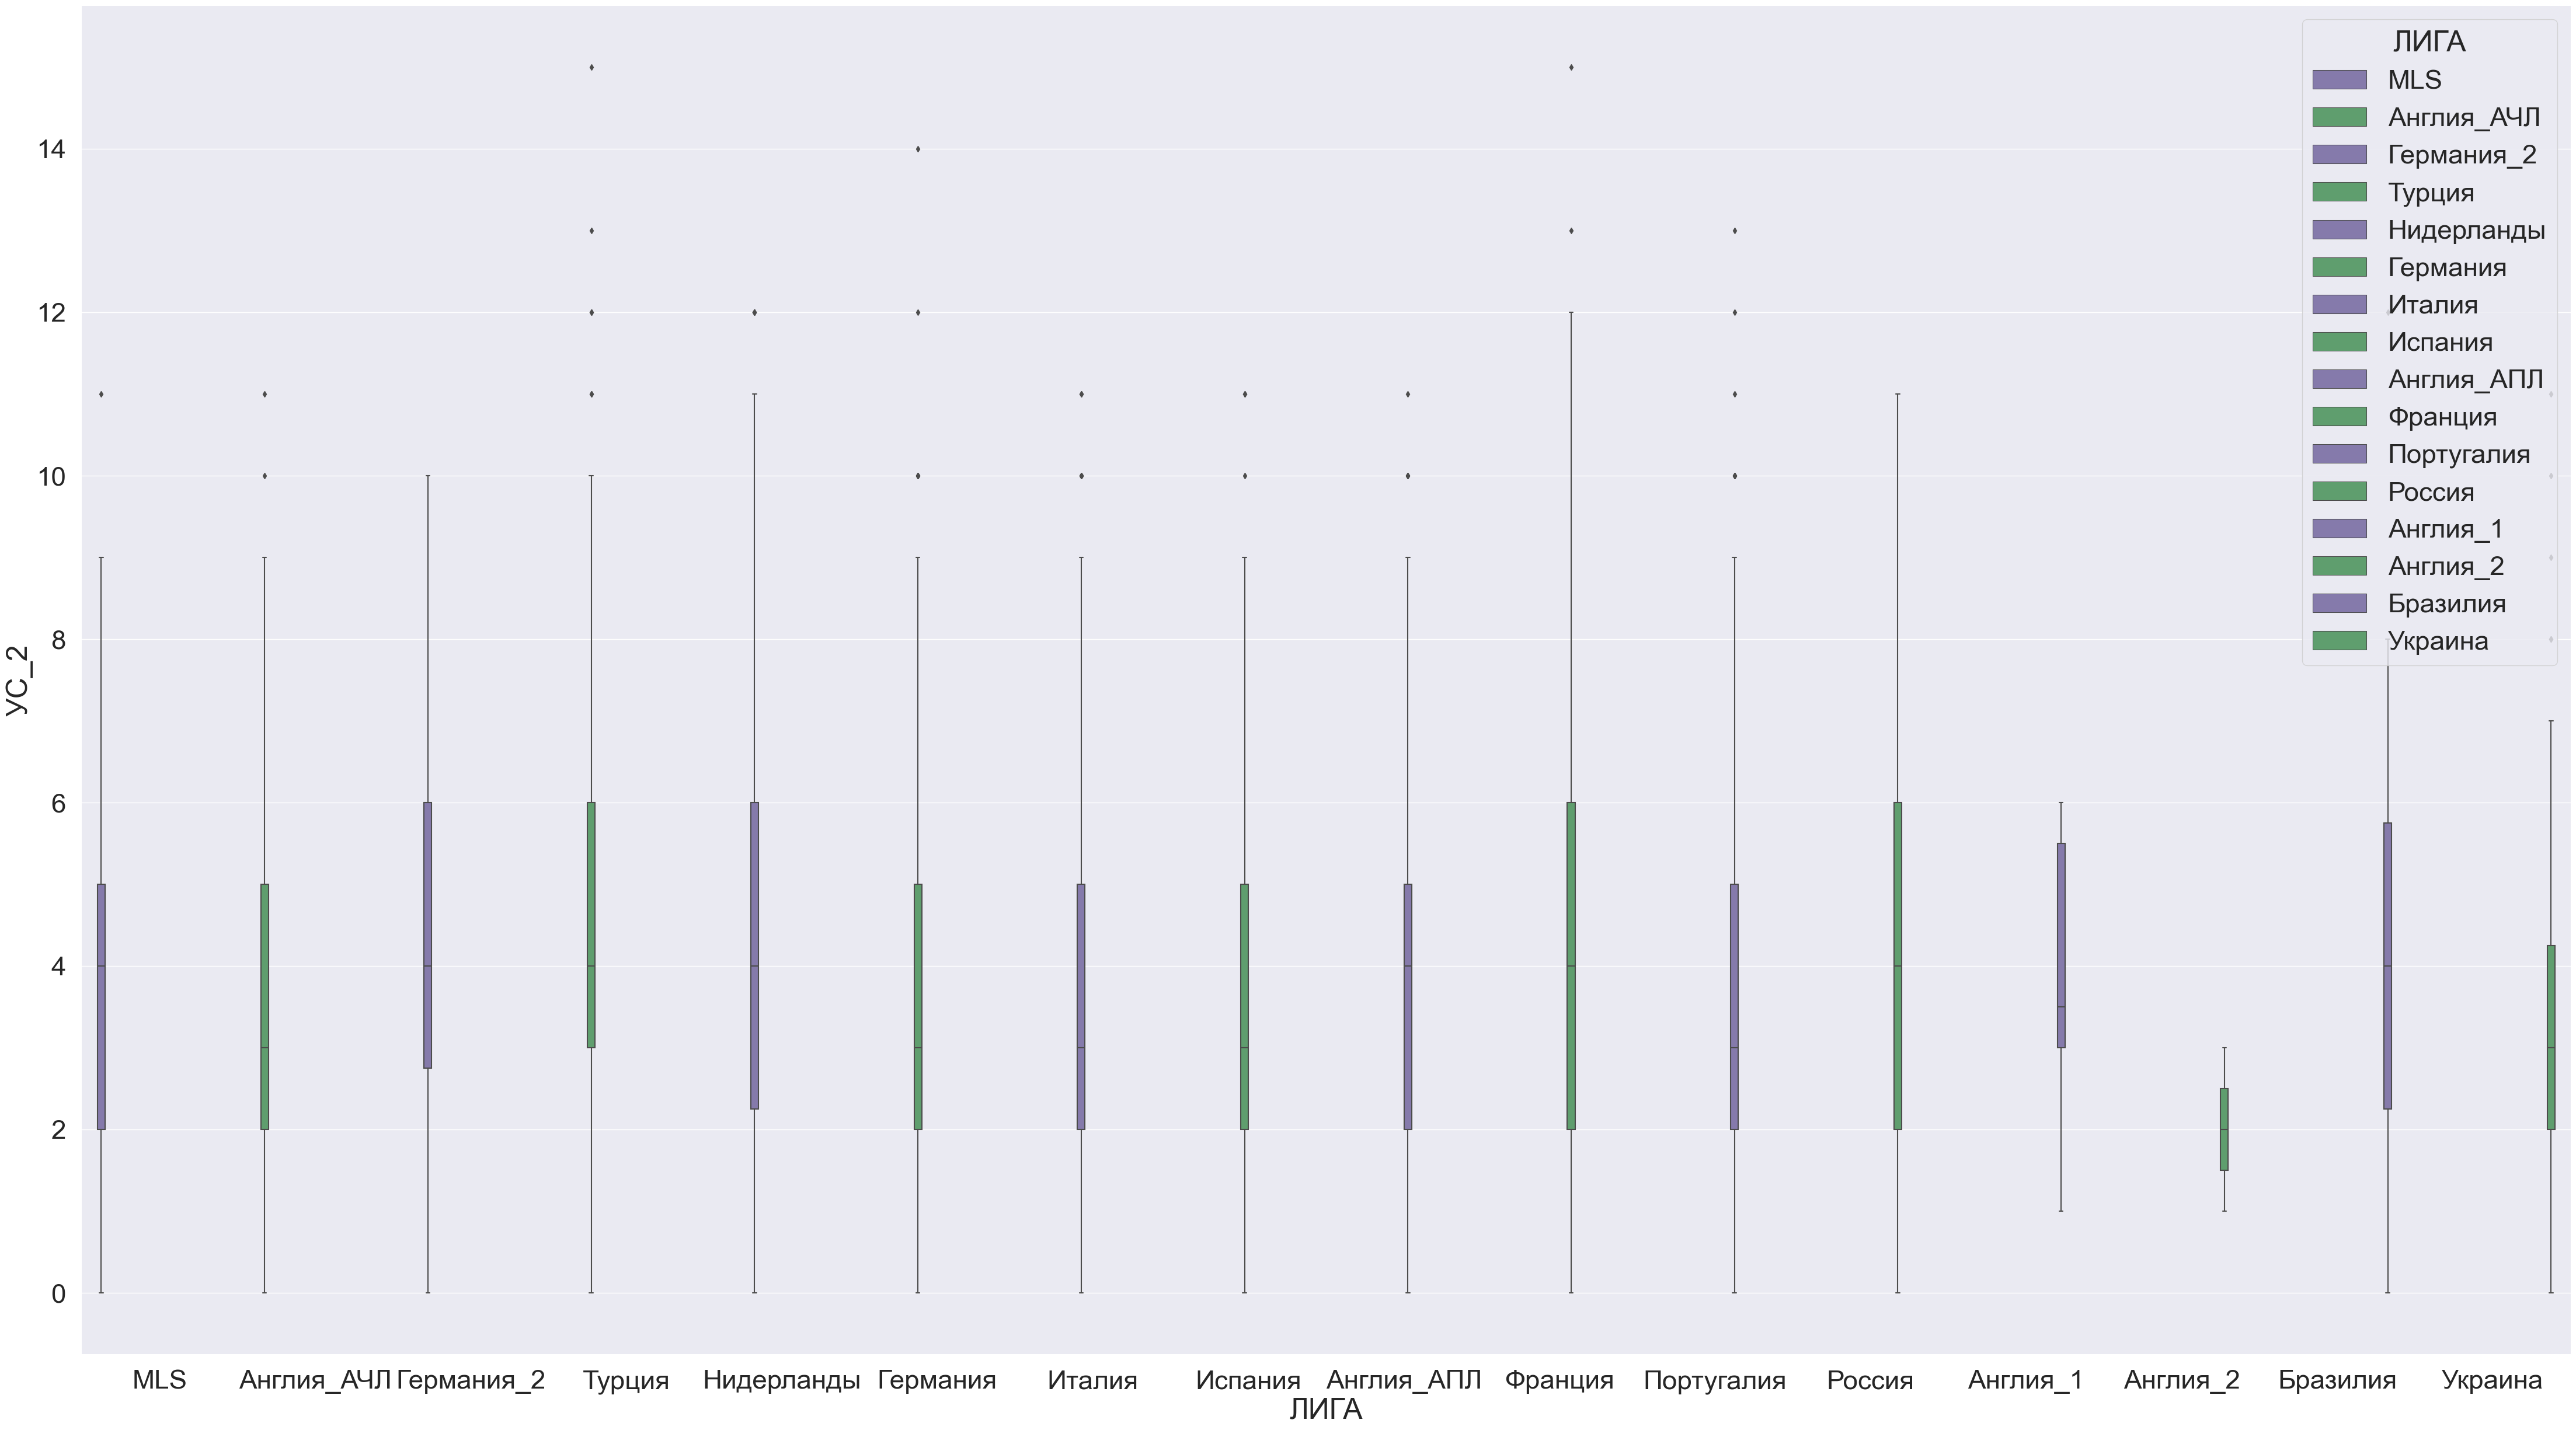 ЛИГА
MLS
Англия_АЧЛ
Германия_2
Турция
Нидерланды
Германия
Италия
Испания
Англия_АПЛ
Франция
Португалия
Россия
Англия_1
Англия_2
Бразилия
Украина
14
12
10
8
6
4
2
0
УС_2
MLS Англия_АЧЛ Германия_2 Турция Нидерланды Германия Италия Испания Англия_АПЛ Франция Португалия Россия Англия_1 Англия_2 Бразилия Украина
ЛИГА